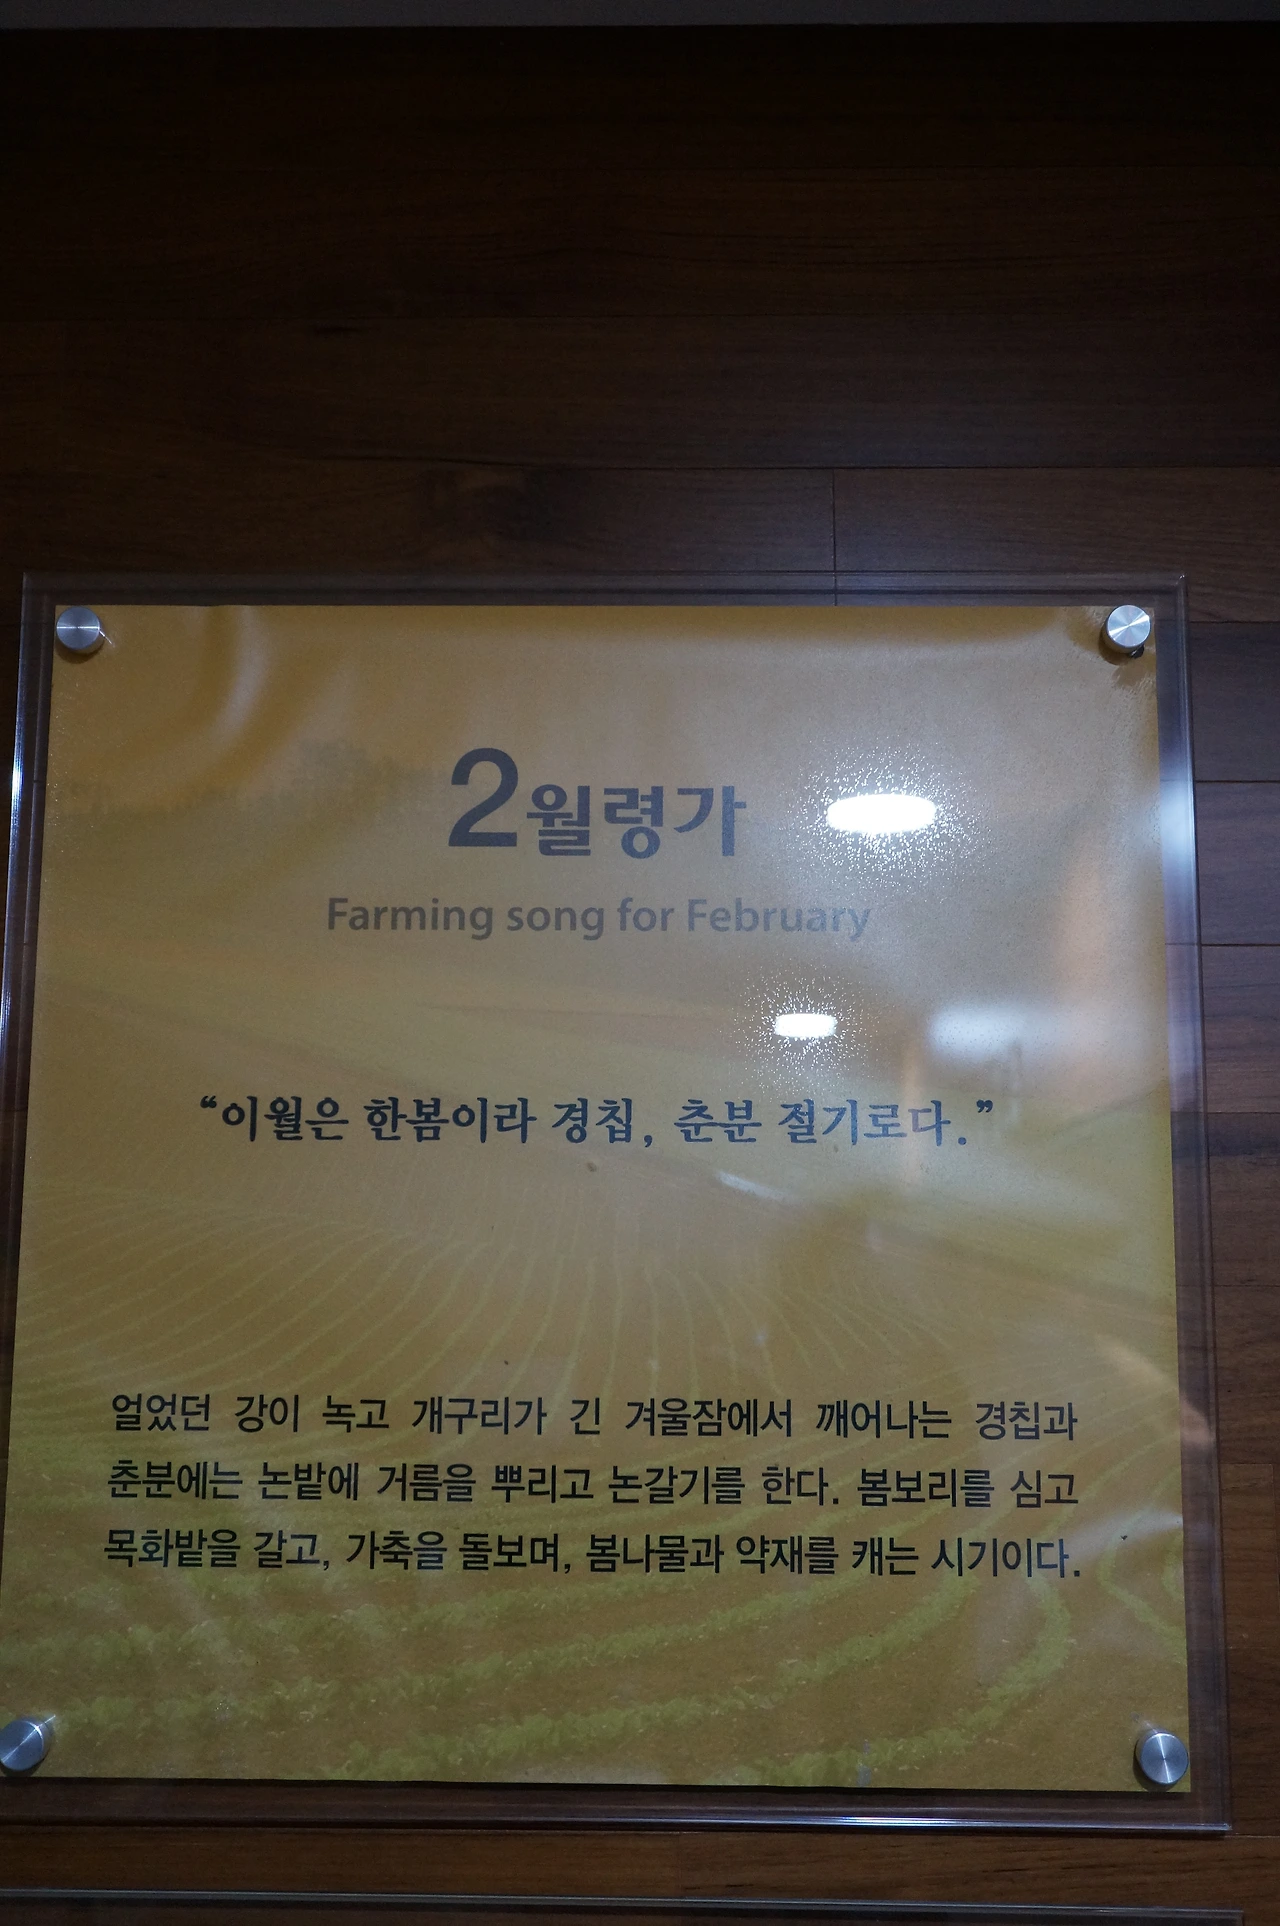 2월령가
Farming song for February
“이월은 한봄이라 경칩, 춘분 절기로다.”
얼었던 강이 녹고 개구리가 긴 겨울잠에서 깨어나는 경칩과
춘분에는 논밭에 거름을 뿌리고 논갈기를 한다. 봄보리를 심고
목화밭을 갈고, 가축을 돌보며, 봄나물과 약재를 캐는 시기이다.